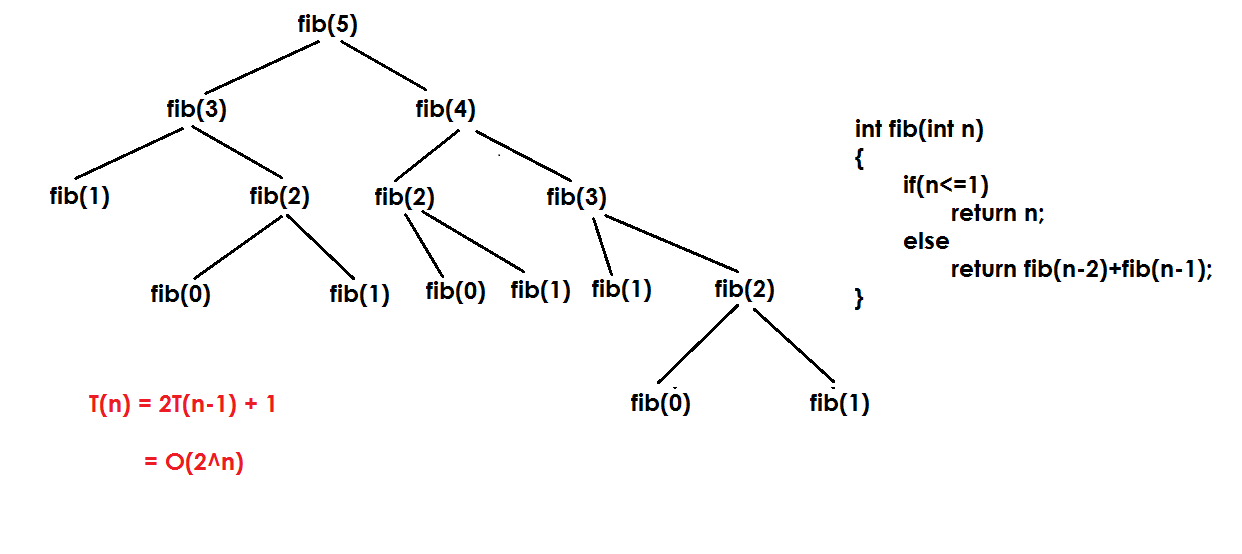 fib(5)
fib(3) fib(4)
fib(1) fib(2) fib(2) fib(3)
fib(0) fib(1) fib(0) fib(1) fib(1) fib(2)
fib(0) fib(1)
int fib(int n)
{
if(n<=1)
return n;
else
return fib(n-2)+fib(n-1);
}
T(n) = 2T(n-1) + 1
= O(2^n)